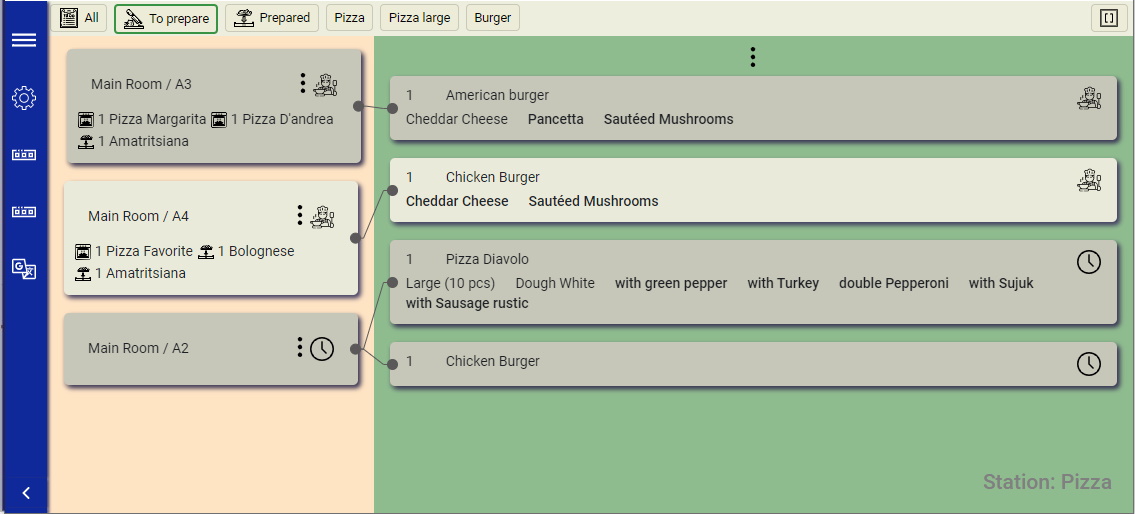 All To prepare Prepared Pizza Pizza large Burger
Main Room / A3
1 Pizza Margarita 1 Pizza D'andrea
1 Amatritsiana
Main Room / A4
1 Pizza Favorite 1 Bolognese
1 Amatritsiana
Main Room / A2
1 American burger
Cheddar Cheese Pancetta Sautéed Mushrooms
1 Chicken Burger
Cheddar Cheese Sautéed Mushrooms
1 Pizza Diavolo
Large (10 pcs) Dough White with green pepper with Turkey double Pepperoni with Sujuk
with Sausage rustic
1 Chicken Burger
Station: Pizza